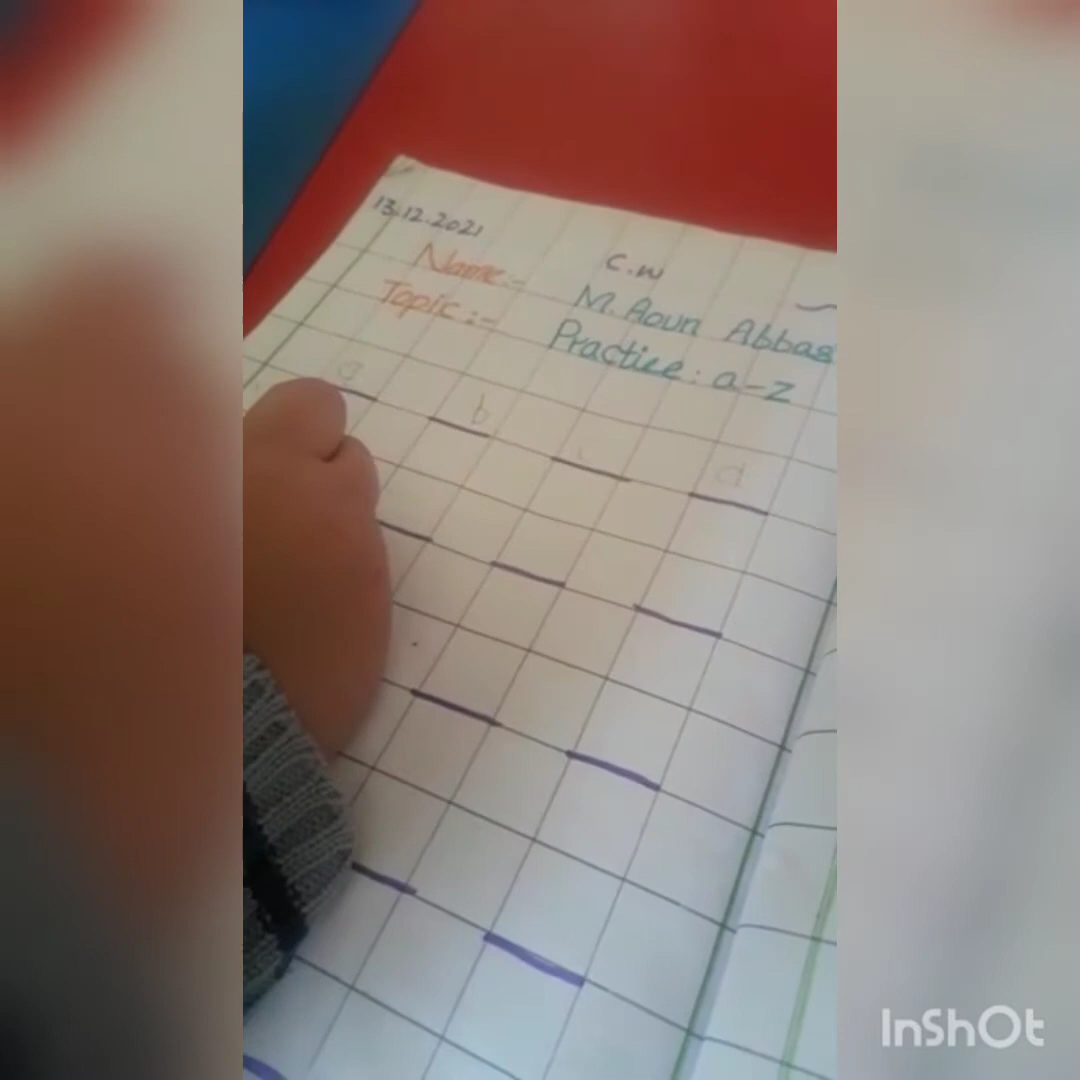 13.12.2021
C.W
Name:- M. Aoun Abbas
Topic:- Practice: a-z
a b c d
InShOt